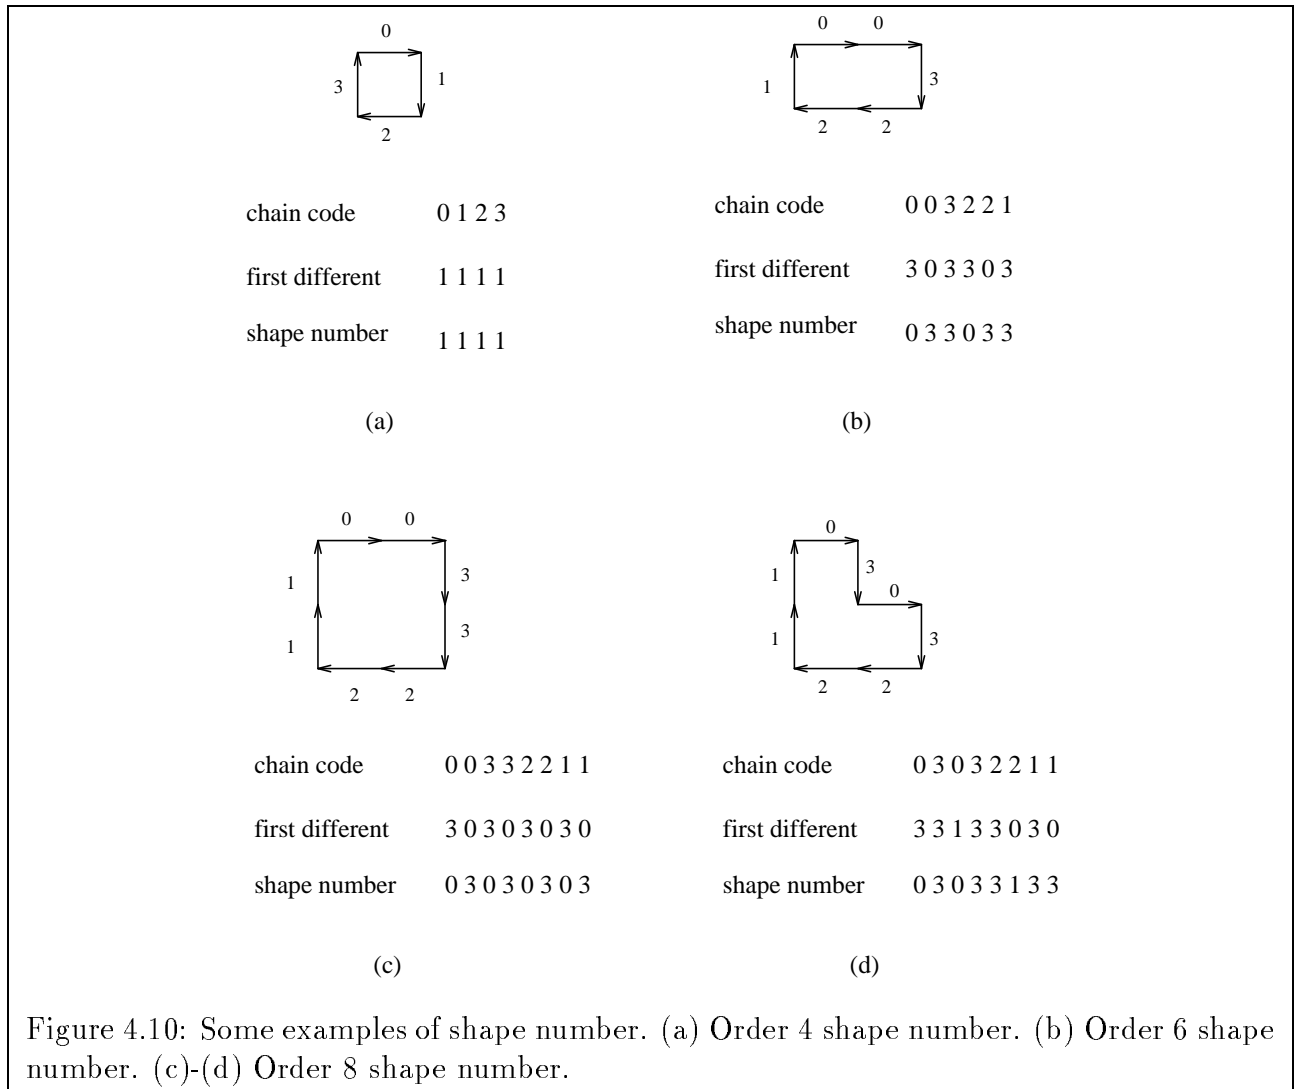 0
3 1
2
chain code 0 1 2 3
first different 1 1 1 1
shape number 1 1 1 1
(a)
0 0
1 3
2 2
chain code 0 0 3 2 2 1
first different 3 0 3 3 0 3
shape number 0 3 3 0 3 3
(b)
0 0
1 3
1 3
2 2
chain code 0 0 3 3 2 2 1 1
first different 3 0 3 0 3 0 3 0
shape number 0 3 0 3 0 3 0 3
(c)
0
1 3
0
1 3
2 2
chain code 0 3 0 3 2 2 1 1
first different 3 3 1 3 3 0 3 0
shape number 0 3 0 3 3 1 3 3
(d)
Figure 4.10: Some examples of shape number. (a) Order 4 shape number. (b) Order 6 shape
number. (c)-(d) Order 8 shape number.